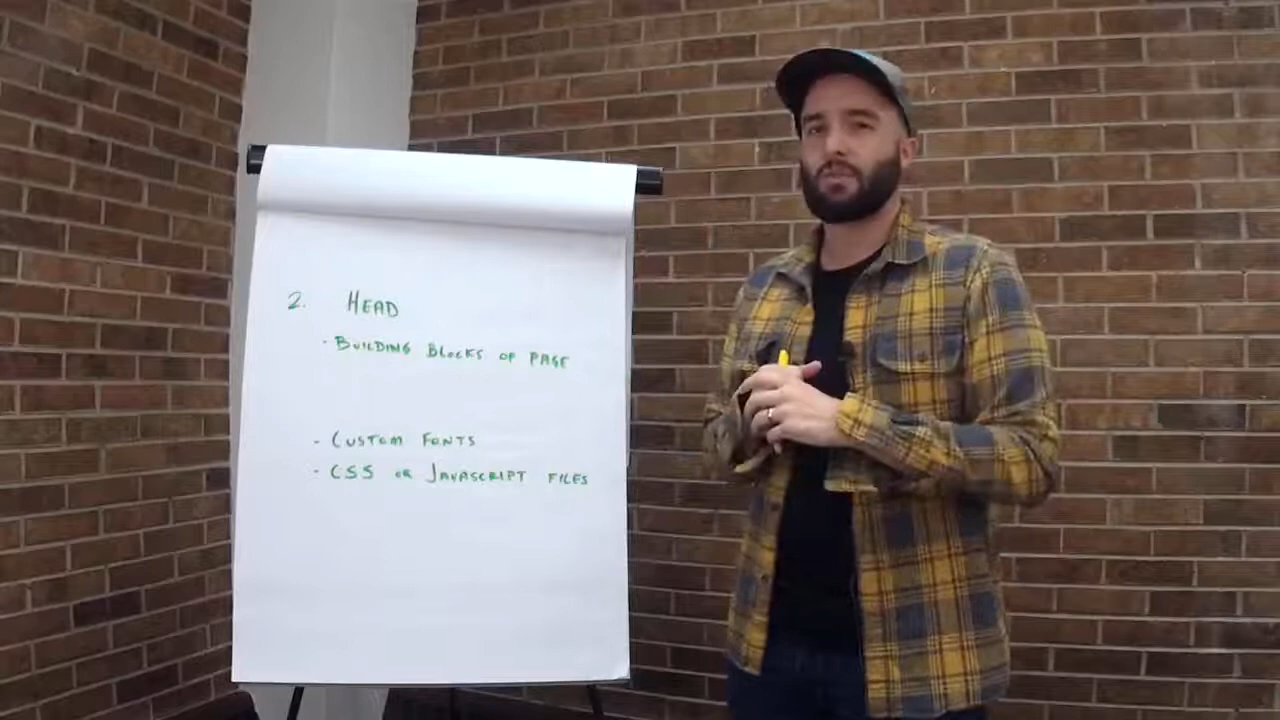 2. HEAD
- BUILDING BLOCKS OF PAGE
- CUSTOM FONTS
- CSS OR JAVASCRIPT FILES